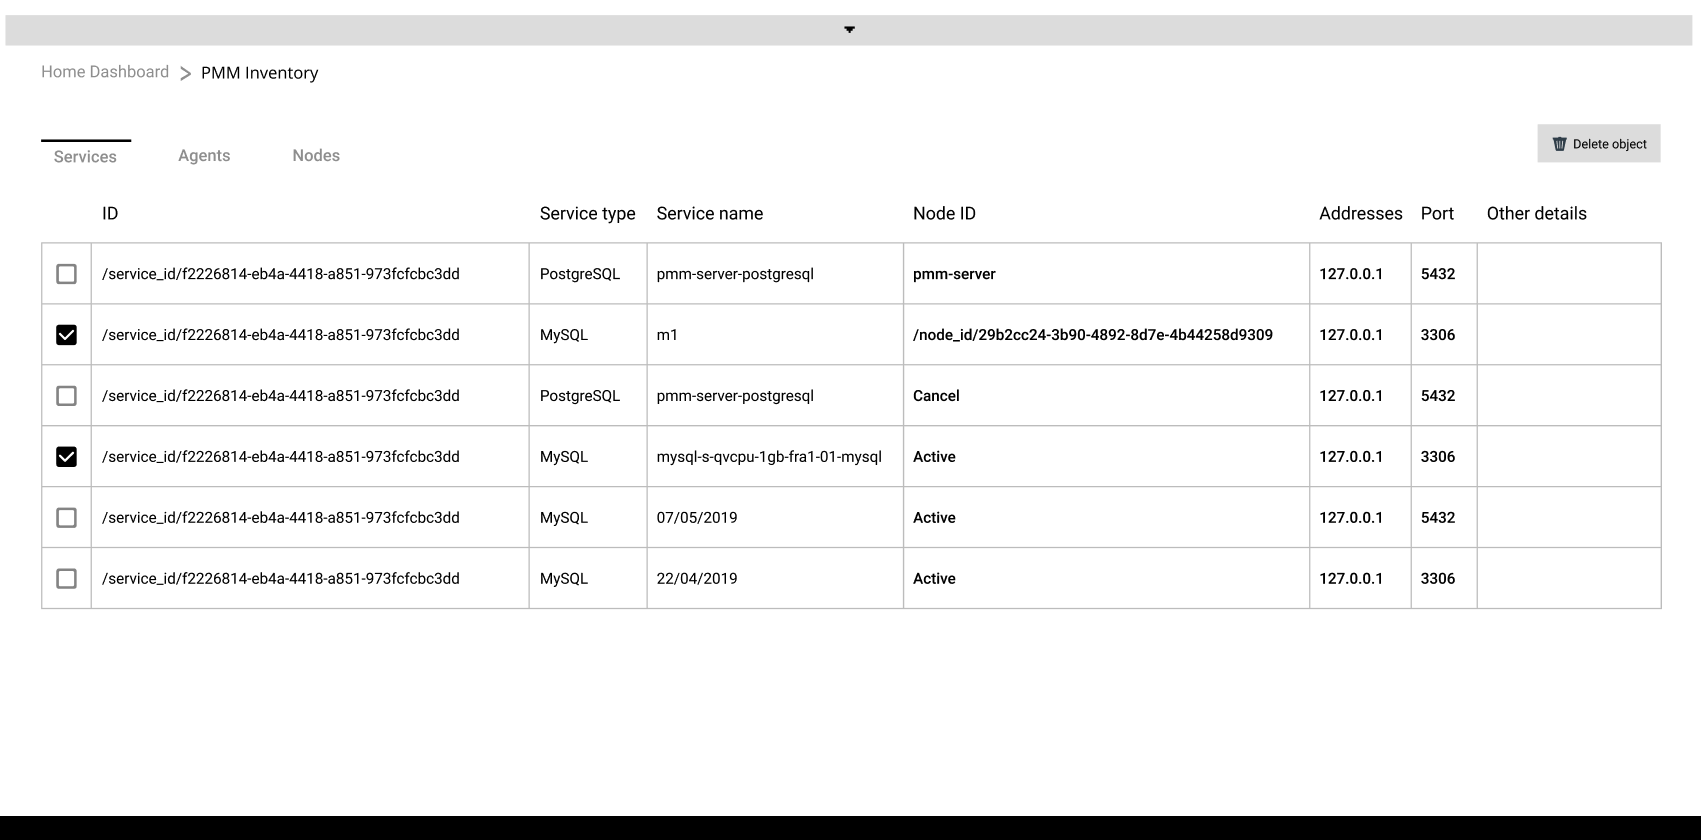 Home Dashboard > PMM Inventory
Services Agents Nodes Delete object
ID Service type Service name Node ID Addresses Port Other details
/service_id/f2226814-eb4a-4418-a851-973fcfcbc3dd PostgreSQL pmm-server-postgresql pmm-server 127.0.0.1 5432
/service_id/f2226814-eb4a-4418-a851-973fcfcbc3dd MySQL m1 /node_id/29b2cc24-3b90-4892-8d7e-4b44258d9309 127.0.0.1 3306
/service_id/f2226814-eb4a-4418-a851-973fcfcbc3dd PostgreSQL pmm-server-postgresql Cancel 127.0.0.1 5432
/service_id/f2226814-eb4a-4418-a851-973fcfcbc3dd MySQL mysql-s-qvcpu-1gb-fra1-01-mysql Active 127.0.0.1 3306
/service_id/f2226814-eb4a-4418-a851-973fcfcbc3dd MySQL 07/05/2019 Active 127.0.0.1 5432
/service_id/f2226814-eb4a-4418-a851-973fcfcbc3dd MySQL 22/04/2019 Active 127.0.0.1 3306